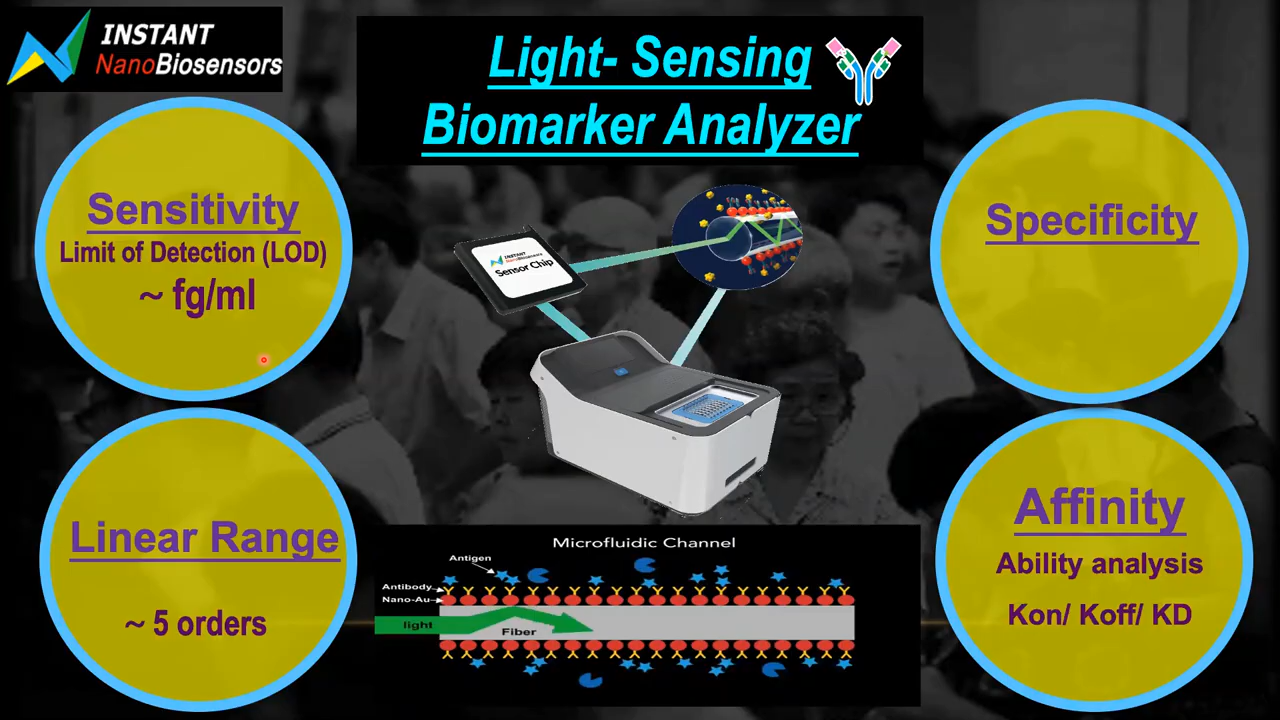 INSTANT
NanoBiosensors
Light- Sensing
Biomarker Analyzer
Sensitivity
Limit of Detection (LOD)
~ fg/ml
Specificity
INSTANT
NanoBiosensors
Sensor Chip
Linear Range
~ 5 orders
Microfluidic Channel
Antigen
Antibody
Nano-Au
light
Fiber
Affinity
Ability analysis
Kon/ Koff/ KD